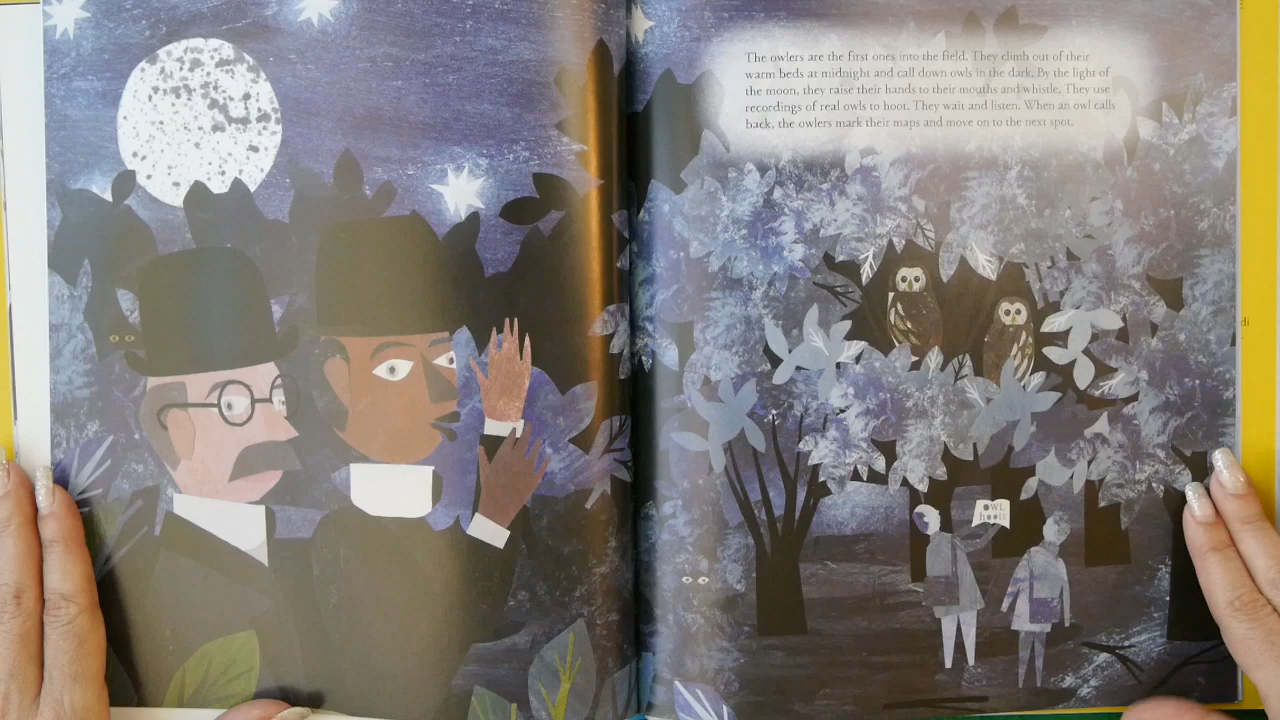 The owlers are the first ones into the field. They climb out of their
warm beds at midnight and call down owls in the dark. By the light of
the moon, they raise their hands to their mouths and whistle. They use
recordings of real owls to hoot. They wait and listen. When an owl calls
back, the owlers mark their maps and move on to the next spot.
OWL
hoots
di